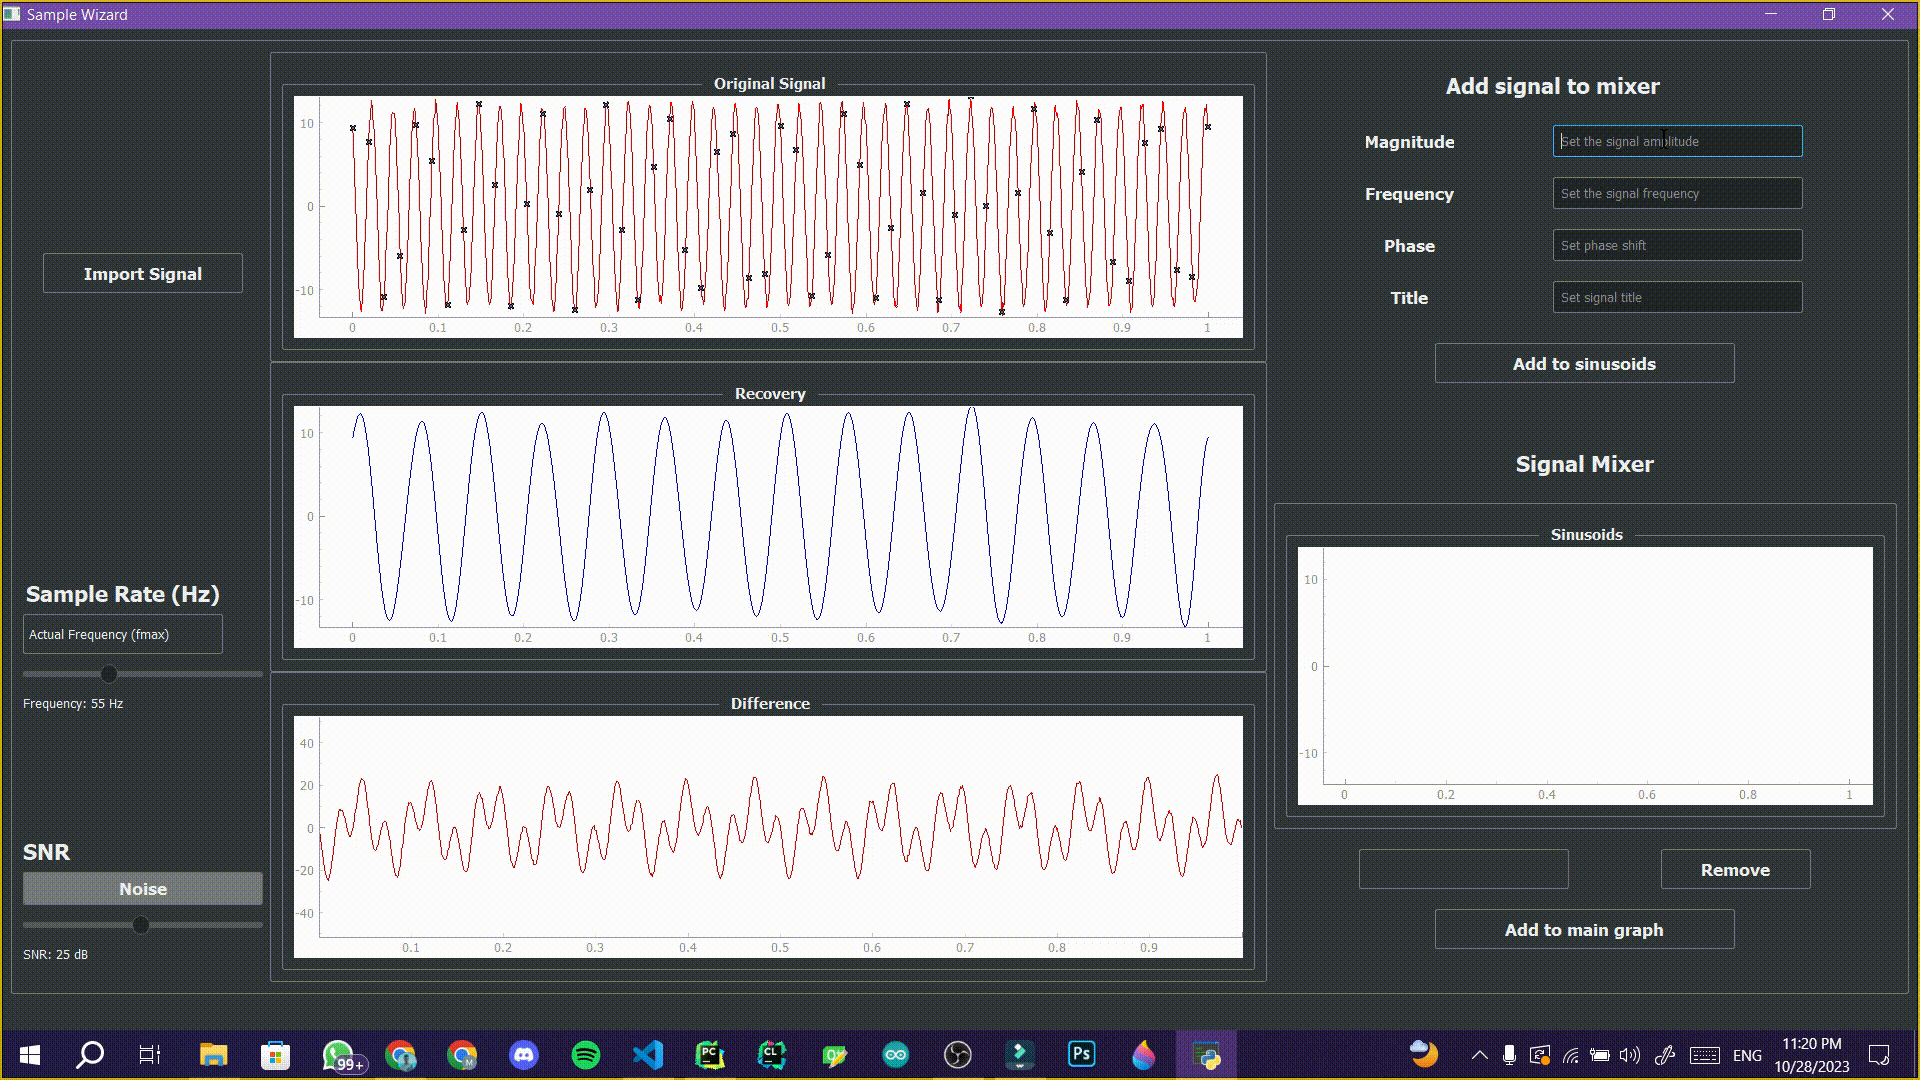 Sample Wizard
Import Signal
Sample Rate (Hz)
Actual Frequency (fmax)
Frequency: 55 Hz
SNR
Noise
SNR: 25 dB
Original Signal
10
0
-10
0 0.1 0.2 0.3 0.4 0.5 0.6 0.7 0.8 0.9 1
Recovery
10
0
-10
0 0.1 0.2 0.3 0.4 0.5 0.6 0.7 0.8 0.9 1
Difference
40
20
0
-20
-40
0.1 0.2 0.3 0.4 0.5 0.6 0.7 0.8 0.9
Add signal to mixer
Magnitude Set the signal amplitude
Frequency Set the signal frequency
Phase Set phase shift
Title Set signal title
Add to sinusoids
Signal Mixer
Sinusoids
10
0
-10
0 0.2 0.4 0.6 0.8 1
Remove
Add to main graph
99+
PC
CL
Qt
Ps
ENG
11:20 PM
10/28/2023